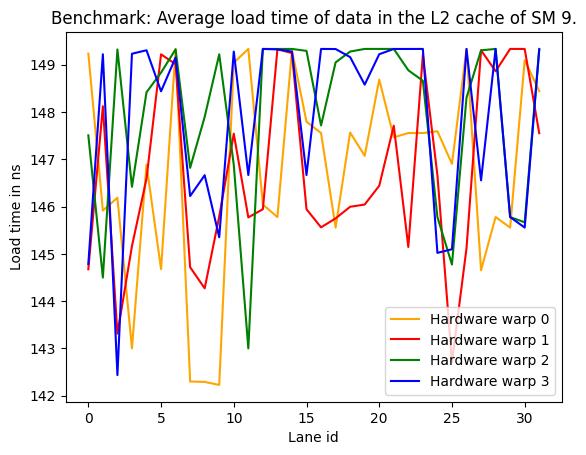 Benchmark: Average load time of data in the L2 cache of SM 9.
Load time in ns
149
148
147
146
145
144
143
142
0 5 10 15 20 25 30
Lane id
Hardware warp 0
Hardware warp 1
Hardware warp 2
Hardware warp 3